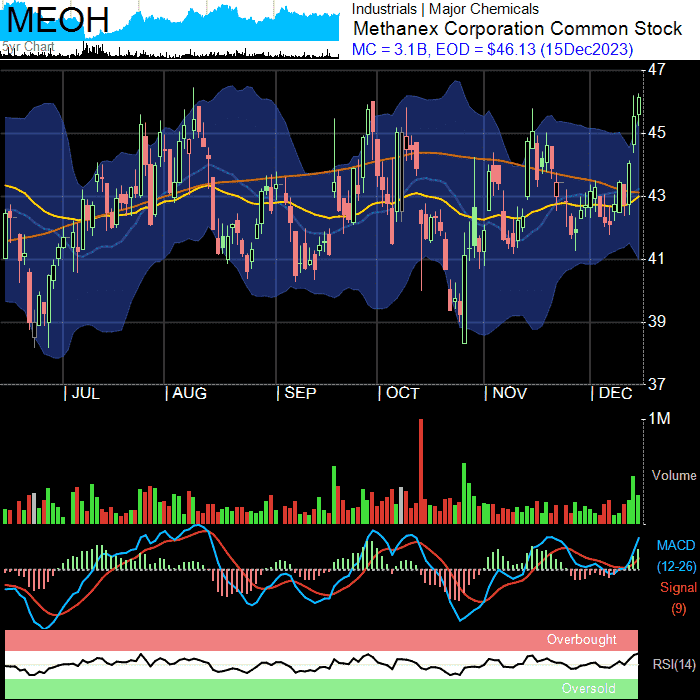 MEOH
5yr Chart
Industrials | Major Chemicals
Methanex Corporation Common Stock
MC = 3.1B, EOD = $46.13 (15Dec2023)
47
45
43
41
39
37
| JUL | AUG | SEP | OCT | NOV | DEC
1M
Volume
MACD
(12-26)
Signal
(9)
Overbought
RSI(14)
Oversold